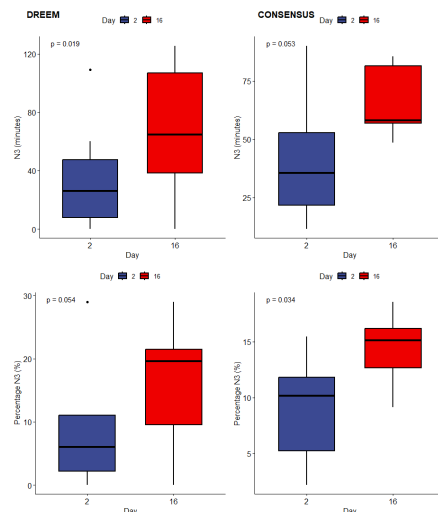 DREEM
Day 2 16
p = 0.019
N3 (minutes)
120
80
40
0
2 16
Day
CONSENSUS
Day 2 16
p = 0.053
N3 (minutes)
75
50
25
2 16
Day
Day 2 16
p = 0.054
Percentage N3 (%)
30
20
10
0
2 16
Day
Day 2 16
p = 0.034
Percentage N3 (%)
15
10
5
2 16
Day